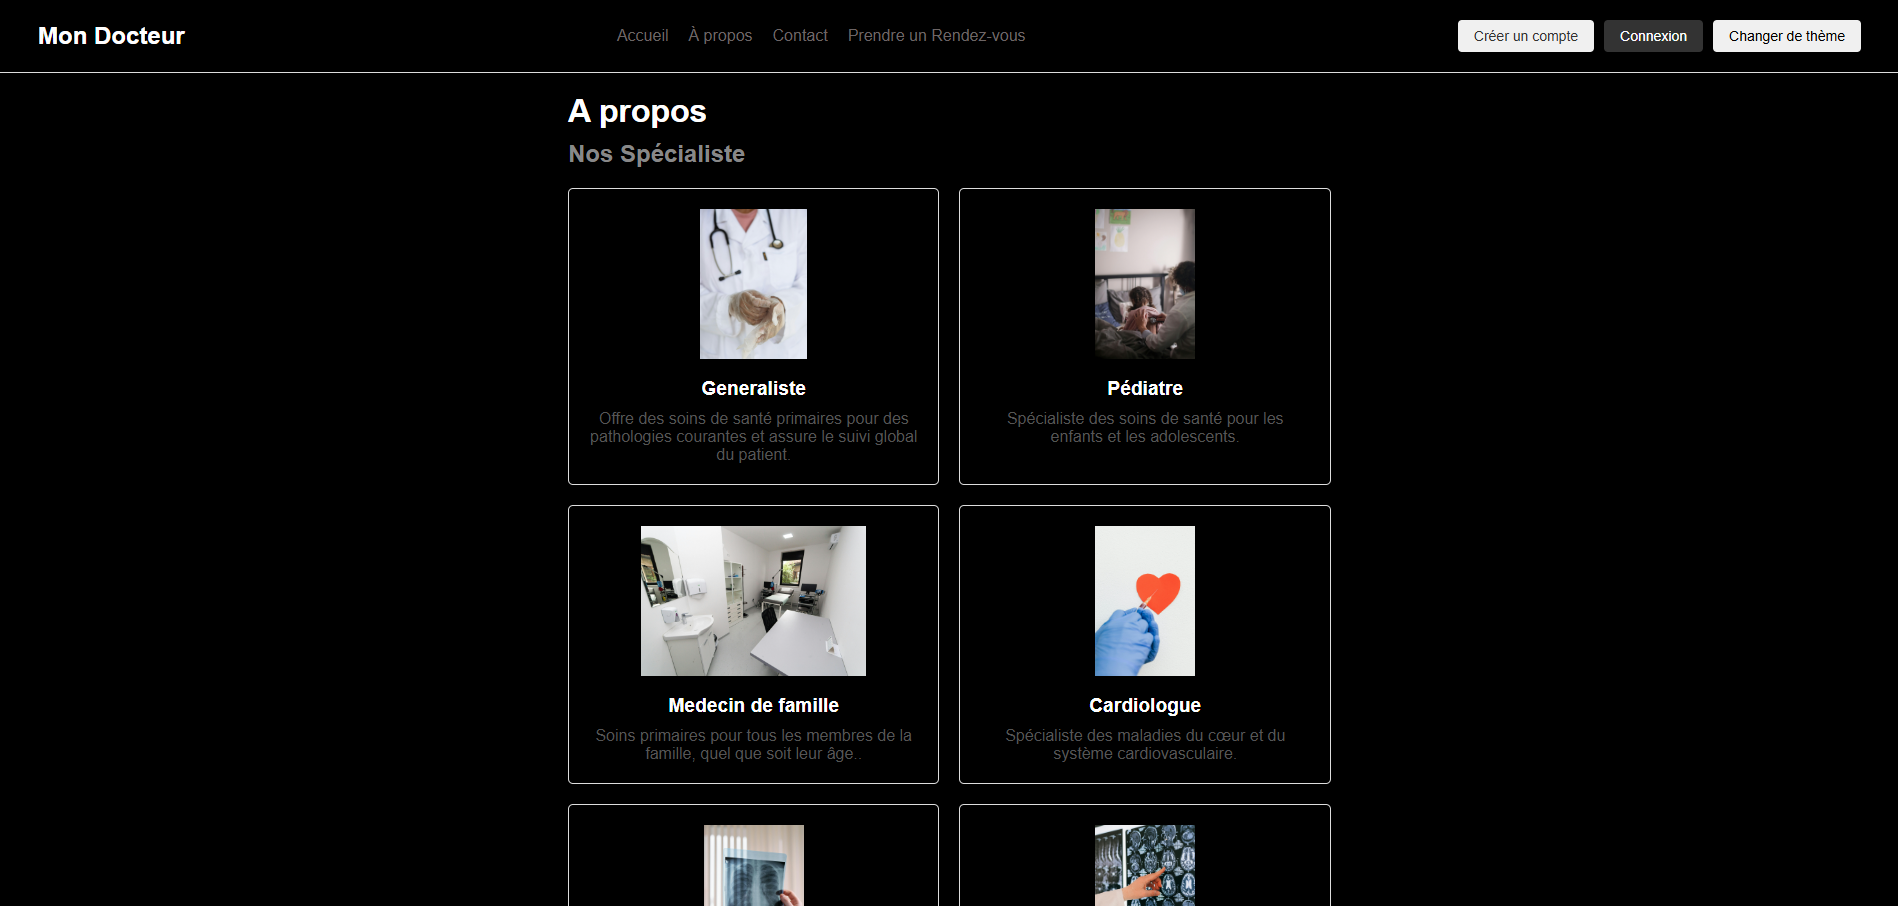 Mon Docteur
Accueil
À propos
Contact
Prendre un Rendez-vous
Créer un compte
Connexion
Changer de thème
A propos
Nos Spécialiste
Generaliste
Offre des soins de santé primaires pour des
pathologies courantes et assure le suivi global
du patient.
Pédiatre
Spécialiste des soins de santé pour les
enfants et les adolescents.
Medecin de famille
Soins primaires pour tous les membres de la
famille, quel que soit leur âge..
Cardiologue
Spécialiste des maladies du cœur et du
système cardiovasculaire.